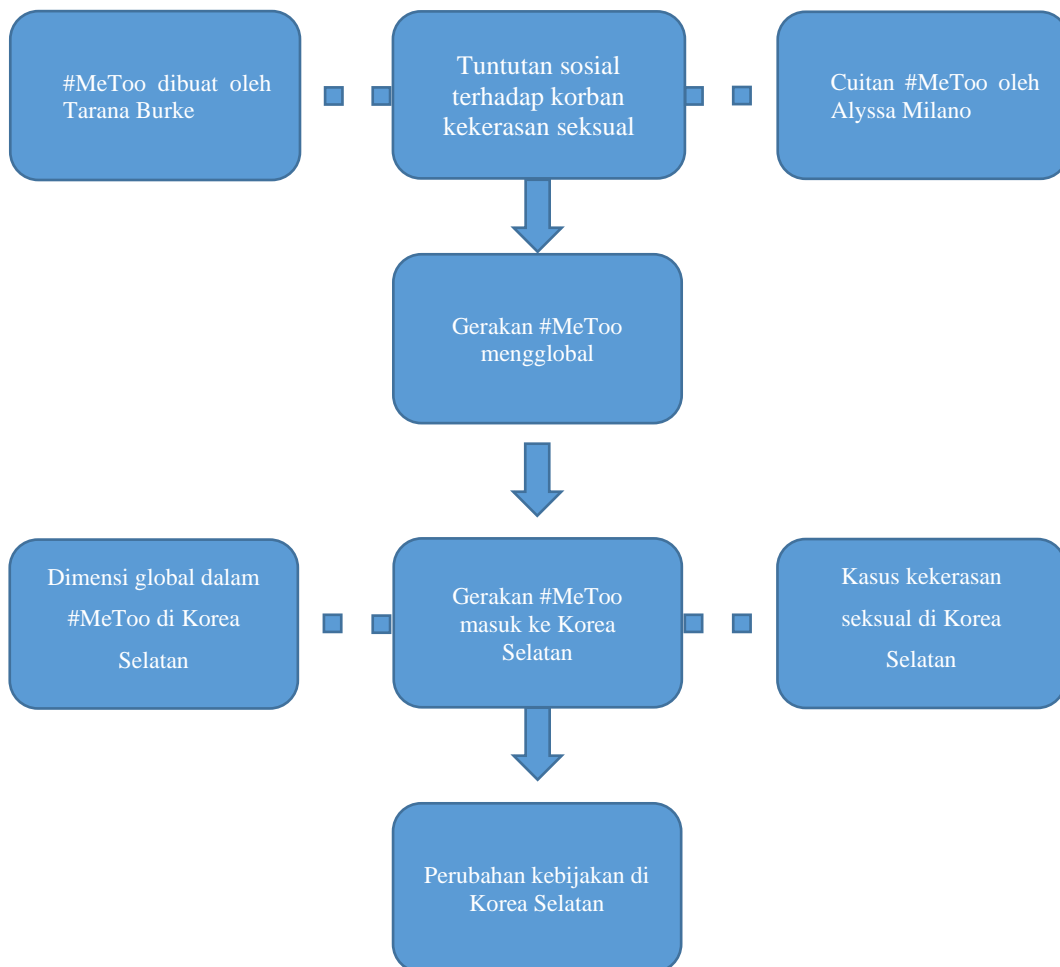 #MeToo dibuat oleh
Tarana Burke
Tuntutan sosial
terhadap korban
kekerasan seksual
Cuitan #MeToo oleh
Alyssa Milano
Gerakan #MeToo
mengglobal
Dimensi global dalam
#MeToo di Korea
Selatan
Gerakan #MeToo
masuk ke Korea
Selatan
Kasus kekerasan
seksual di Korea
Selatan
Perubahan kebijakan di
Korea Selatan